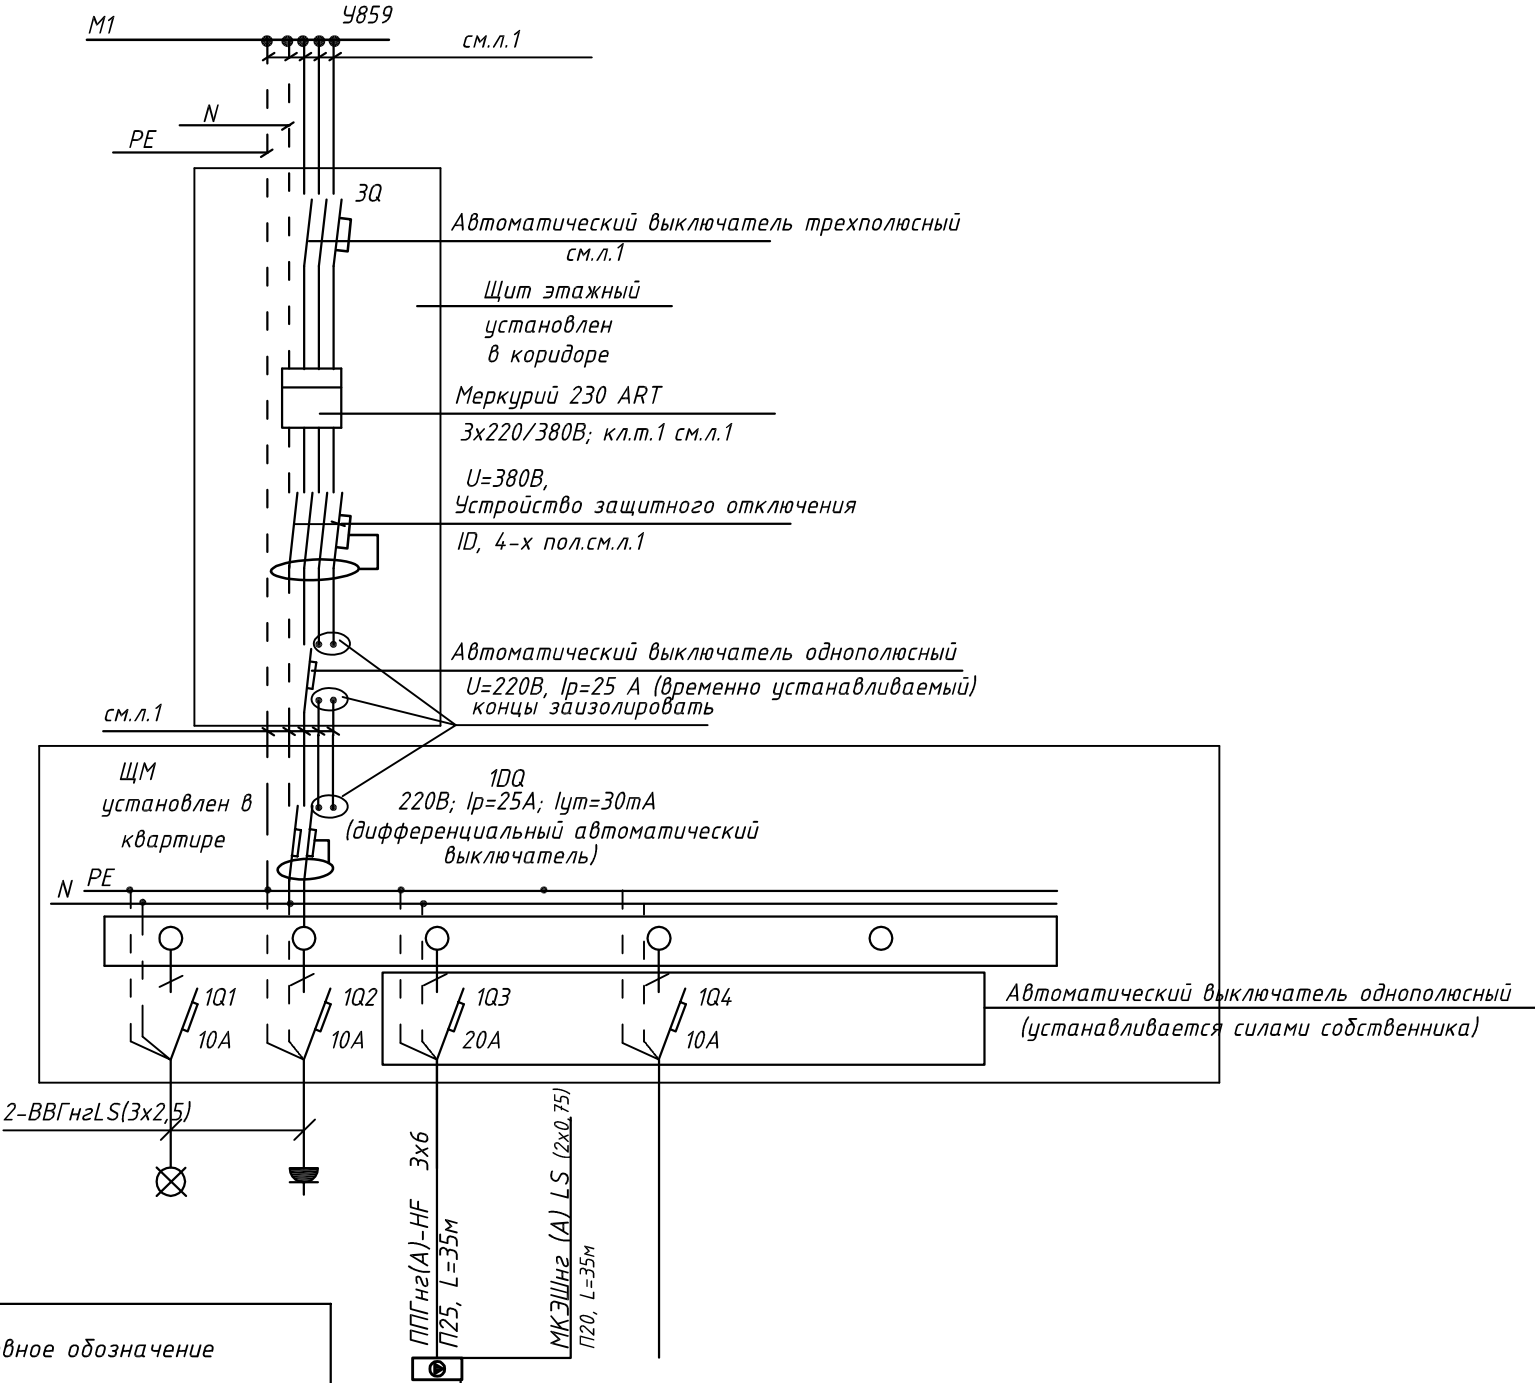 М1
У859
см.л.1
N
PE
3Q
Автоматический выключатель трехполюсный
см.л.1
Щит этажный
установлен
в коридоре
Меркурий 230 ART
3х220/380В; кл.т.1 см.л.1
U=380В,
Устройство защитного отключения
ID, 4-х пол.см.л.1
Автоматический выключатель однополюсный
U=220В, Iр=25 А (временно устанавливаемый)
концы заизолировать
см.л.1
ЩМ
установлен в
квартире
1DQ
220В; Iр=25А; Iут=30mA
(дифференциальный автоматический
выключатель)
PE
N
1Q1
10А
1Q2
10А
1Q3
20А
1Q4
10А
Автоматический выключатель однополюсный
(устанавливается силами собственника)
2-ВВГнгLS(3х2,5)
ППГнг(А)-HF 3х6
П25, L=35м
МКЭШнг (А) LS (2х0,75)
П20, L=35м
вное обозначение